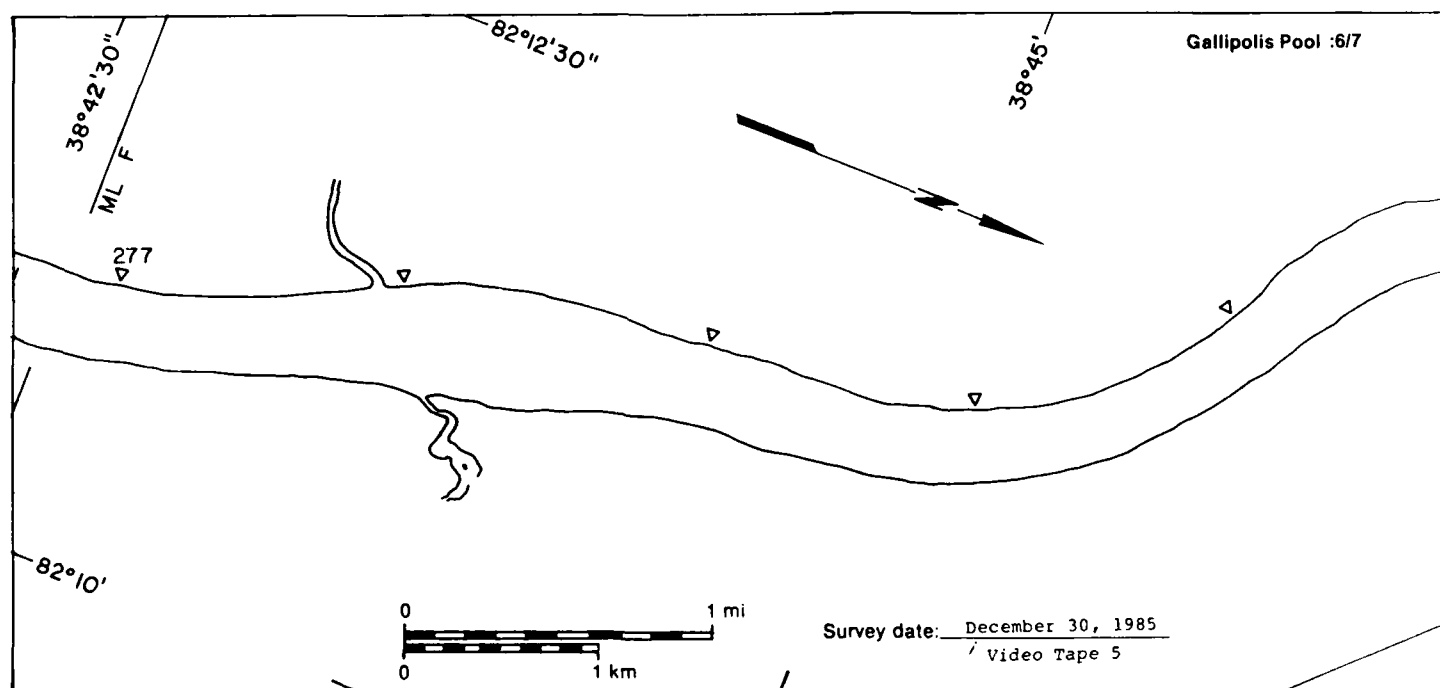 38°42'30"
82°12'30"
38°45'
Gallipolis Pool :6/7
ML F
N
277
82°10'
0 1 mi
0 1 km
Survey date: December 30, 1985
Video Tape 5